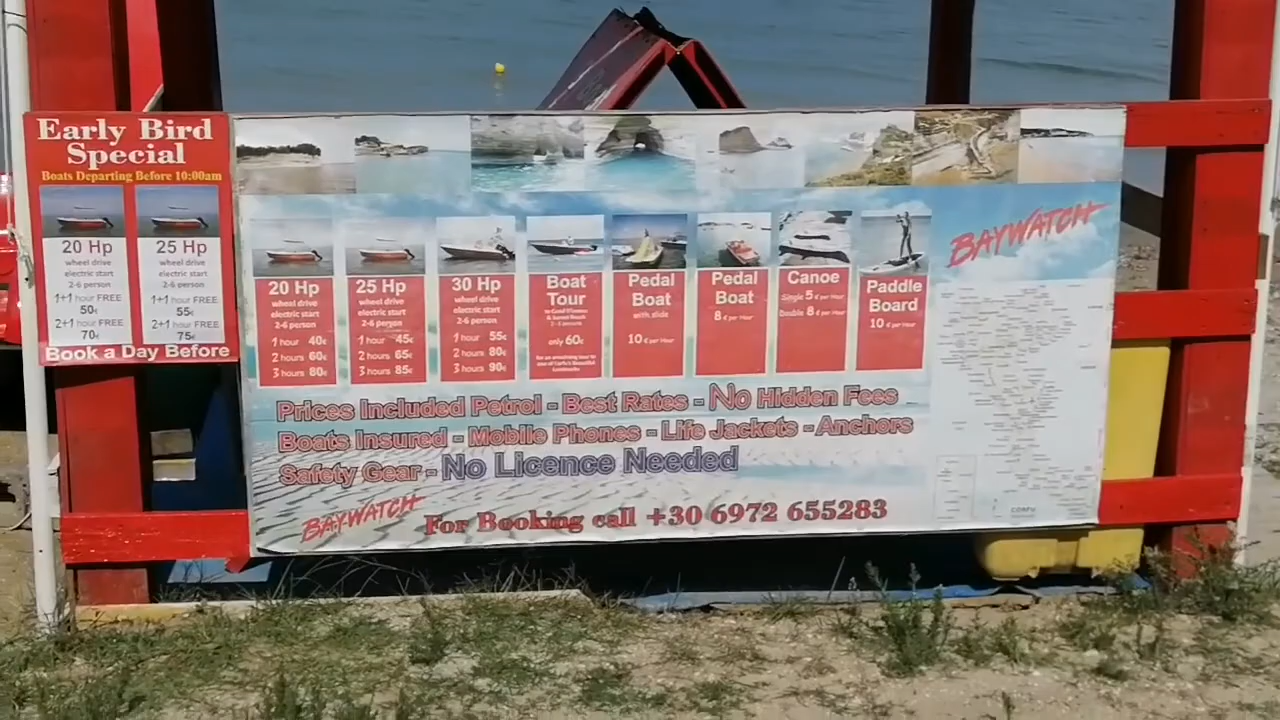 Early Bird
Special
Boats Departing Before 10:00am
20 Hp
wheel drive
electric start
2-6 person
1+1 hour FREE
50€
2+1 hour FREE
70€
25 Hp
wheel drive
electric start
2-6 person
1+1 hour FREE
55€
2+1 hour FREE
75€
Book a Day Before
20 Hp
wheel drive
2-6 person
1 hour 40€
2 hours 60€
3 hours 80€
25 Hp
wheel drive
2-6 person
1 hour 45€
2 hours 65€
3 hours 85€
30 Hp
wheel drive
2-6 person
1 hour 55€
2 hours 80€
3 hours 90€
Boat
Tour
only 60€
Pedal
Boat
with slide
10 € per Hour
Pedal
Boat
8 € per Hour
Canoe
Single 5 € per Hour
Double 8 € per Hour
Paddle
Board
10 € per Hour
BAYWATCH
Prices Included Petrol - Best Rates - No Hidden Fees
Boats Insured - Mobile Phones - Life Jackets - Anchors
Safety Gear - No Licence Needed
BAYWATCH
For Booking call +30 6972 655283
CORFU